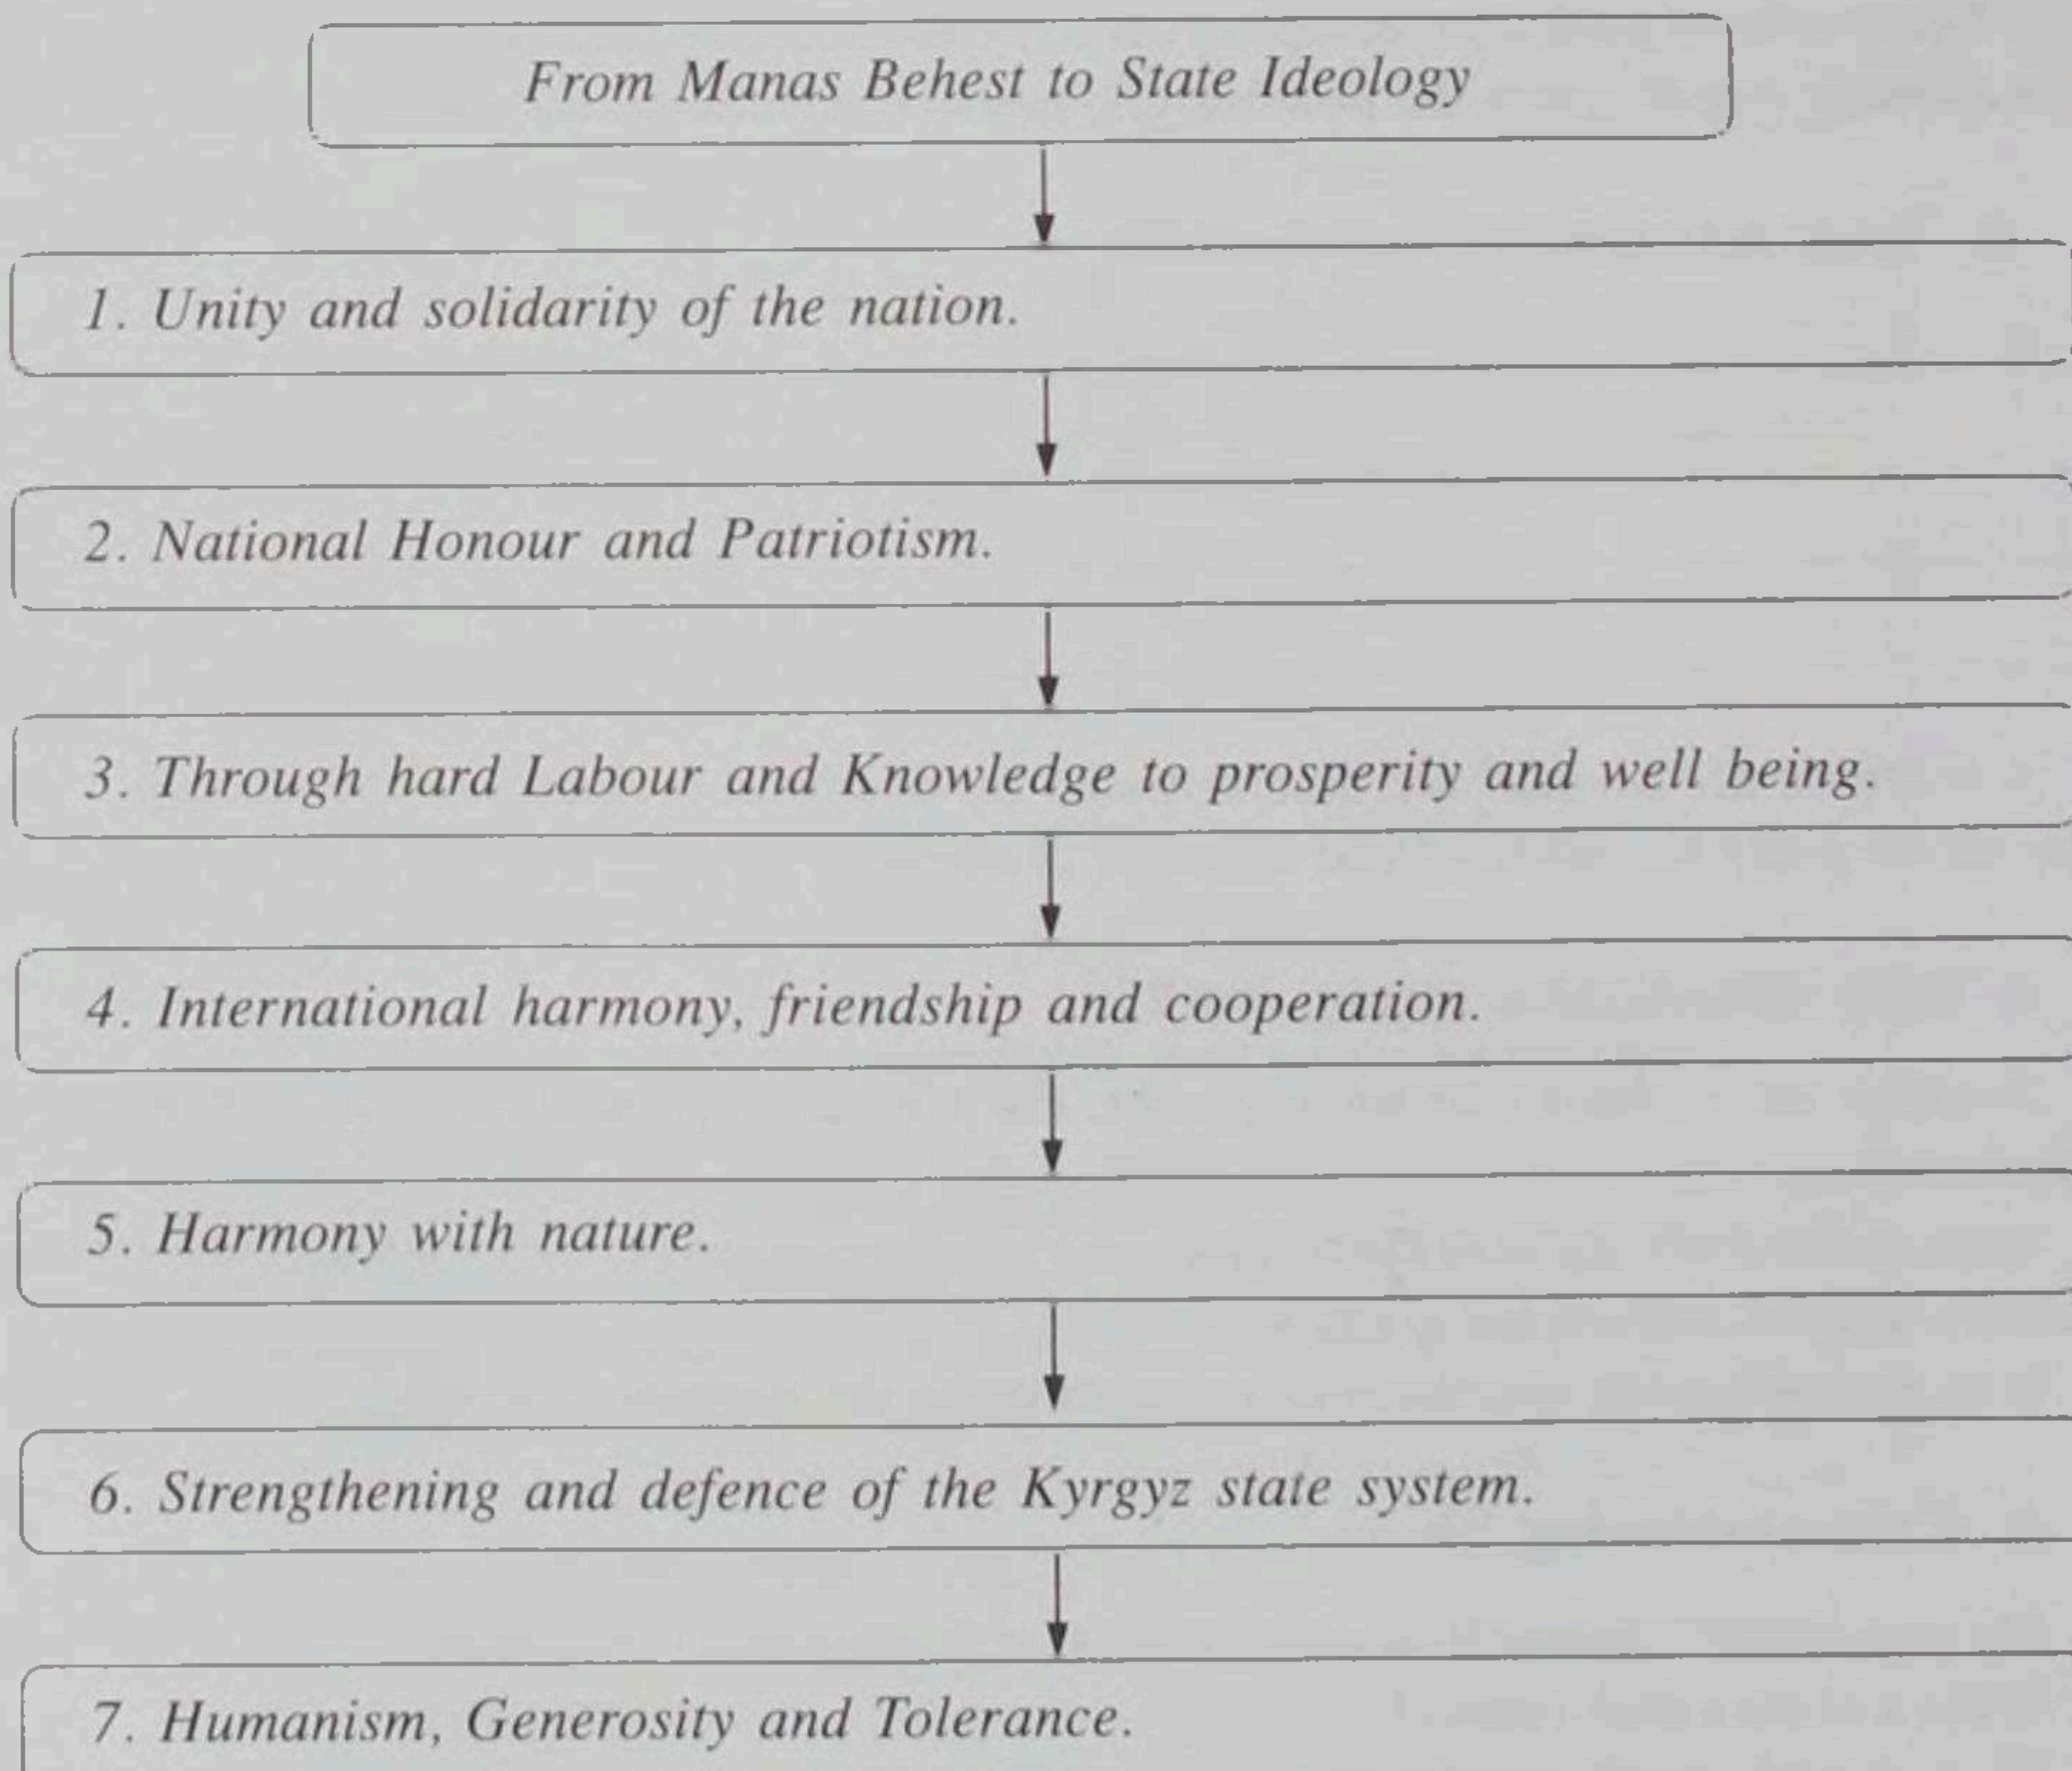 From Manas Behest to State Ideology
1. Unity and solidarity of the nation.
2. National Honour and Patriotism.
3. Through hard Labour and Knowledge to prosperity and well being.
4. International harmony, friendship and cooperation.
5. Harmony with nature.
6. Strengthening and defence of the Kyrgyz state system.
7. Humanism, Generosity and Tolerance.